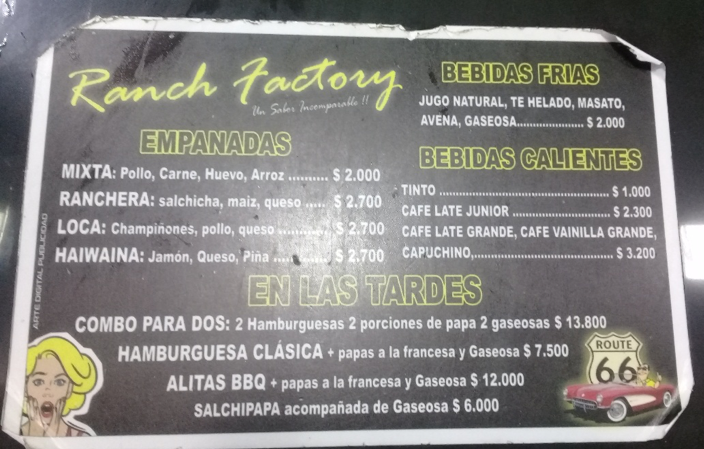 Ranch Factory
Un Sabor Incomparable !!
EMPANADAS
MIXTA: Pollo, Carne, Huevo, Arroz .......... $ 2.000
RANCHERA: salchicha, maiz, queso ..... $ 2.700
LOCA: Champiñones, pollo, queso ............ $ 2.700
HAIWAINA: Jamón, Queso, Piña .............. $ 2.700
BEBIDAS FRIAS
JUGO NATURAL, TE HELADO, MASATO,
AVENA, GASEOSA.................... $ 2.000
BEBIDAS CALIENTES
TINTO .................................................. $ 1.000
CAFE LATE JUNIOR ............................ $ 2.300
CAFE LATE GRANDE, CAFE VAINILLA GRANDE,
CAPUCHINO,......................................... $ 3.200
EN LAS TARDES
COMBO PARA DOS: 2 Hamburguesas 2 porciones de papa 2 gaseosas $ 13.800
HAMBURGUESA CLÁSICA + papas a la francesa y Gaseosa $ 7.500
ALITAS BBQ + papas a la francesa y Gaseosa $ 12.000
SALCHIPAPA acompañada de Gaseosa $ 6.000
ARTE DIGITAL PUBLICIDAD
ROUTE
66